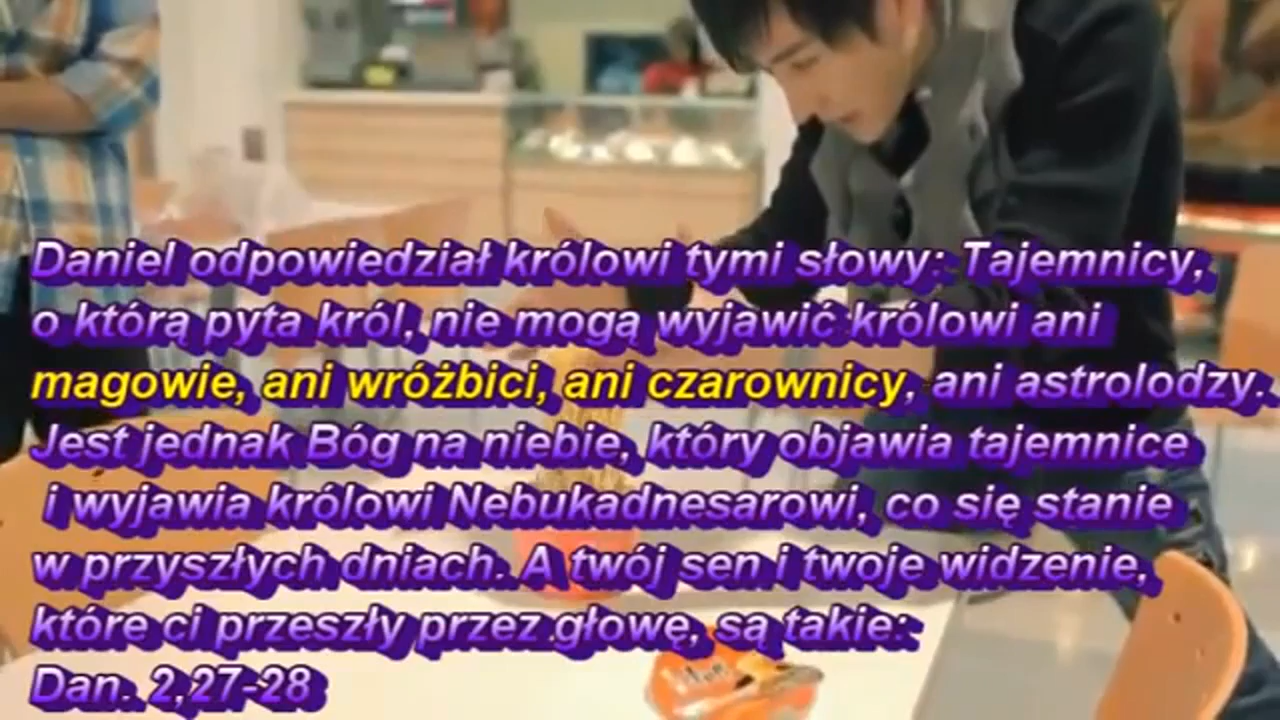 Daniel odpowiedział królowi tymi słowy: Tajemnicy,
o którą pyta król, nie mogą wyjawić królowi ani
magowie, ani wróżbici, ani czarownicy, ani astrolodzy.
Jest jednak Bóg na niebie, który objawia tajemnice
i wyjawia królowi Nebukadnesarowi, co się stanie
w przyszłych dniach. A twój sen i twoje widzenie,
które ci przeszły przez głowę, są takie:
Dan. 2,27-28